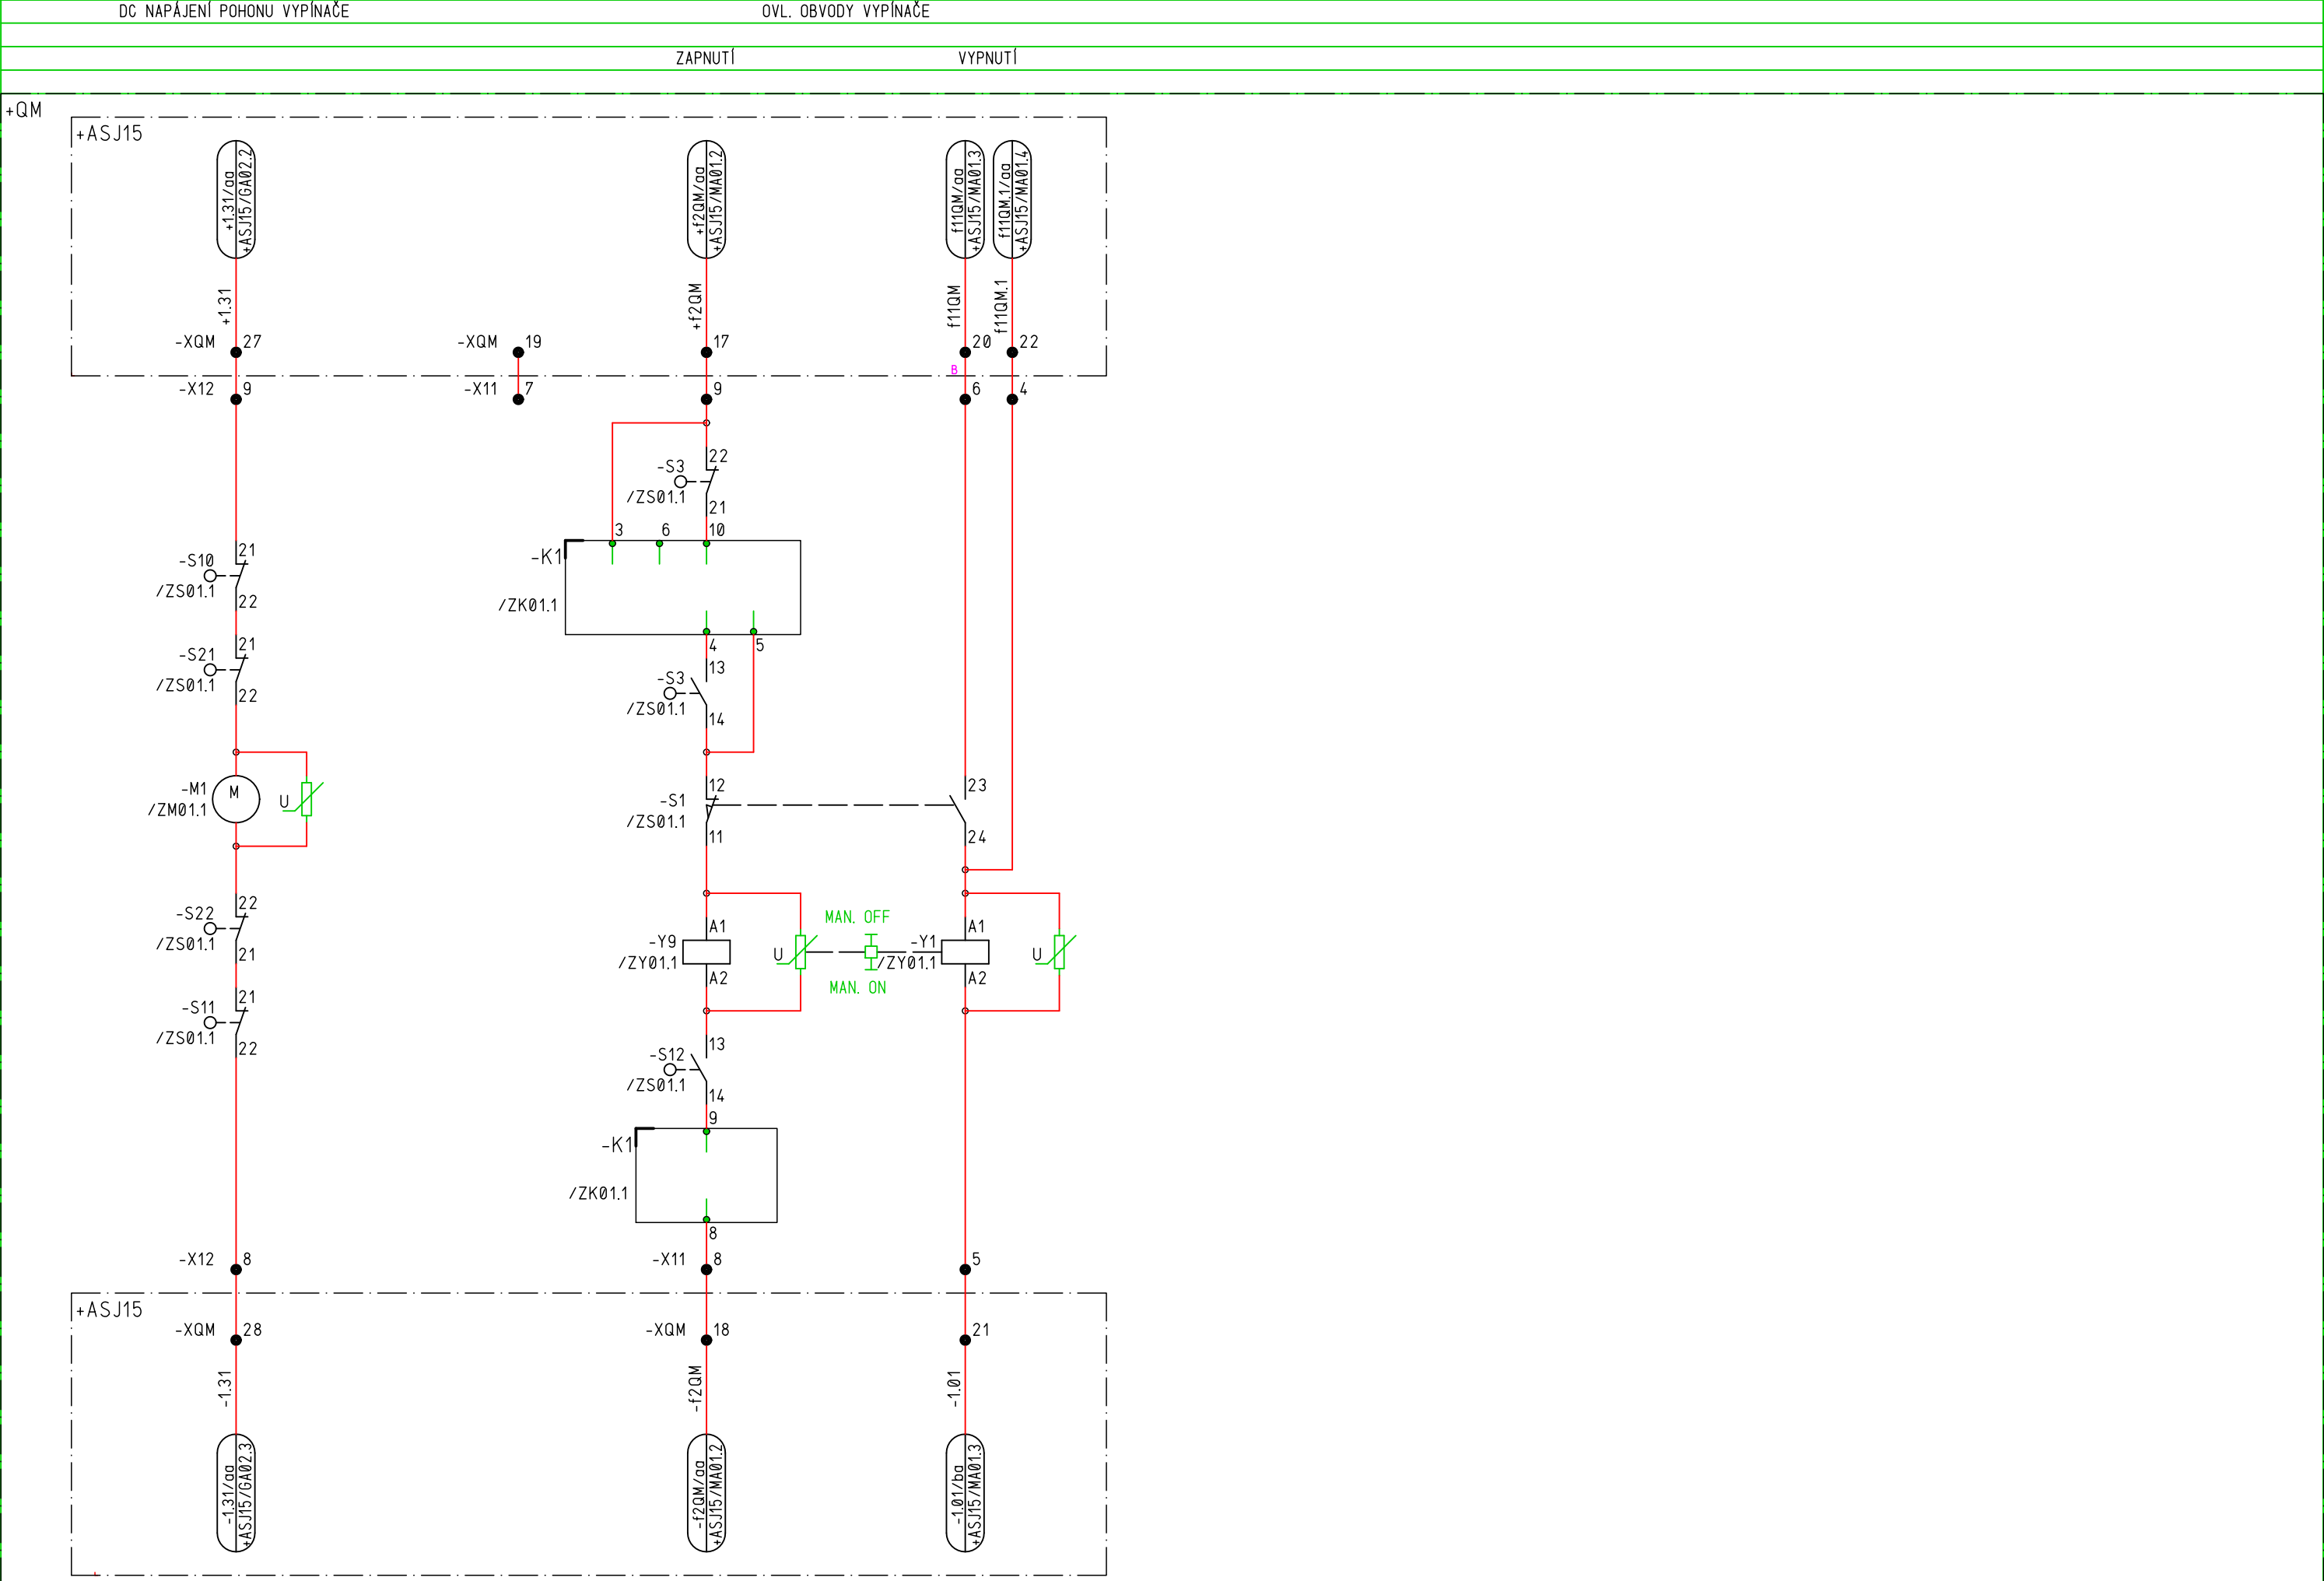 DC NAPÁJENÍ POHONU VYPÍNAČE
OVL. OBVODY VYPÍNAČE
ZAPNUTÍ
VYPNUTÍ
+QM
+ASJ15
+1.31/aa
+ASJ15/GA02.2
+f2QM/aa
+ASJ15/MA01.2
f11QM/aa
+ASJ15/MA01.3
f11QM.1/aa
+ASJ15/MA01.4
+1.31
+f2QM
f11QM
f11QM.1
-XQM 27
-XQM 19
17
20
22
B
-X12 9
-X11 7
9
6
4
22
-S3
/ZS01.1
21
3 6 10
-K1
/ZK01.1
4 5
21
-S10
/ZS01.1
22
21
-S21
/ZS01.1
22
13
-S3
/ZS01.1
14
-M1
M
/ZM01.1
U
12
-S1
/ZS01.1
11
23
24
22
-S22
/ZS01.1
21
A1
-Y9
/ZY01.1
A2
U
MAN. OFF
MAN. ON
A1
-Y1
/ZY01.1
A2
U
21
-S11
/ZS01.1
22
13
-S12
/ZS01.1
14
9
-K1
/ZK01.1
8
-X12 8
-X11 8
5
+ASJ15
-XQM 28
-XQM 18
21
-1.31
-f2QM
-1.01
-1.31/aa
+ASJ15/GA02.3
-f2QM/aa
+ASJ15/MA01.2
-1.01/ba
+ASJ15/MA01.3